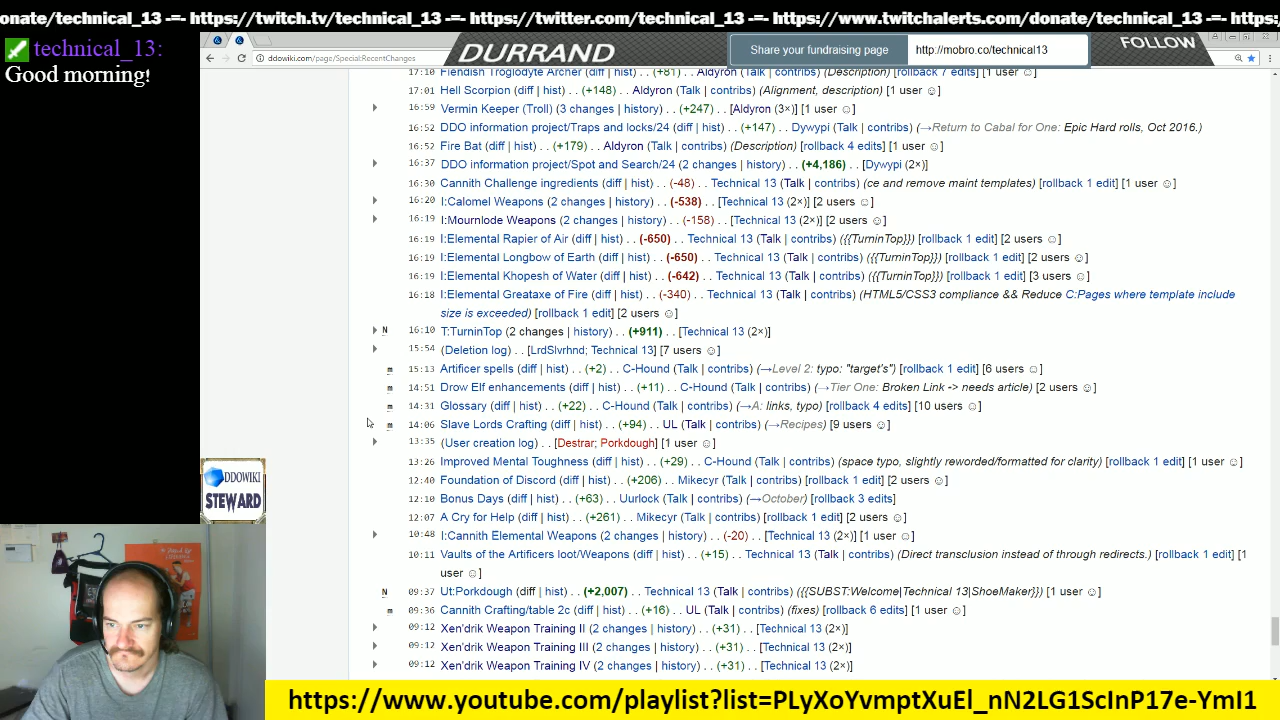 onate/technical_13 -=- https://twitch.tv/technical_13 -=- https://twitter.com/technical_13 -=- https://www.twitchalerts.com/donate/technical_13 -=- https:
technical_13:
Good morning!
ddowiki.com/page/Special:RecentChanges
DURRAND
Share your fundraising page http://mobro.co/technical13
FOLLOW
17:10 Fiendish Troglodyte Archer (diff | hist) . . (+81) . . Aldyron (Talk | contribs) (Description) [rollback 7 edits] [1 user ☺]
17:01 Hell Scorpion (diff | hist) . . (+148) . . Aldyron (Talk | contribs) (Alignment, description) [1 user ☺]
16:59 Vermin Keeper (Troll) (3 changes | history) . . (+247) . . [Aldyron (3×)] [1 user ☺]
16:52 DDO information project/Traps and locks/24 (diff | hist) . . (+147) . . Dywypi (Talk | contribs) (→Return to Cabal for One: Epic Hard rolls, Oct 2016.)
16:52 Fire Bat (diff | hist) . . (+179) . . Aldyron (Talk | contribs) (Description) [rollback 4 edits] [1 user ☺]
16:37 DDO information project/Spot and Search/24 (2 changes | history) . . (+4,186) . . [Dywypi (2×)]
16:30 Cannith Challenge ingredients (diff | hist) . . (-48) . . Technical 13 (Talk | contribs) (ce and remove maint templates) [rollback 1 edit] [1 user ☺]
16:20 I:Calomel Weapons (2 changes | history) . . (-538) . . [Technical 13 (2×)] [2 users ☺]
16:19 I:Mournlode Weapons (2 changes | history) . . (-158) . . [Technical 13 (2×)] [2 users ☺]
16:19 I:Elemental Rapier of Air (diff | hist) . . (-650) . . Technical 13 (Talk | contribs) ({{TurninTop}}) [rollback 1 edit] [2 users ☺]
16:19 I:Elemental Longbow of Earth (diff | hist) . . (-650) . . Technical 13 (Talk | contribs) ({{TurninTop}}) [rollback 1 edit] [2 users ☺]
16:19 I:Elemental Khopesh of Water (diff | hist) . . (-642) . . Technical 13 (Talk | contribs) ({{TurninTop}}) [rollback 1 edit] [3 users ☺]
16:18 I:Elemental Greataxe of Fire (diff | hist) . . (-340) . . Technical 13 (Talk | contribs) (HTML5/CSS3 compliance && Reduce C:Pages where template include
size is exceeded) [rollback 1 edit] [2 users ☺]
N 16:10 T:TurninTop (2 changes | history) . . (+911) . . [Technical 13 (2×)]
15:54 (Deletion log) . . [LrdSlvrhnd; Technical 13] [7 users ☺]
m 15:13 Artificer spells (diff | hist) . . (+2) . . C-Hound (Talk | contribs) (→Level 2: typo: "target's") [rollback 1 edit] [6 users ☺]
m 14:51 Drow Elf enhancements (diff | hist) . . (+11) . . C-Hound (Talk | contribs) (→Tier One: Broken Link -> needs article) [2 users ☺]
m 14:31 Glossary (diff | hist) . . (+22) . . C-Hound (Talk | contribs) (→A: links, typo) [rollback 4 edits] [10 users ☺]
m 14:06 Slave Lords Crafting (diff | hist) . . (+94) . . UL (Talk | contribs) (→Recipes) [9 users ☺]
13:35 (User creation log) . . [Destrar; Porkdough] [1 user ☺]
13:26 Improved Mental Toughness (diff | hist) . . (+29) . . C-Hound (Talk | contribs) (space typo, slightly reworded/formatted for clarity) [rollback 1 edit] [1 user ☺]
12:40 Foundation of Discord (diff | hist) . . (+206) . . Mikecyr (Talk | contribs) [rollback 1 edit] [2 users ☺]
12:10 Bonus Days (diff | hist) . . (+63) . . Uurlock (Talk | contribs) (→October) [rollback 3 edits]
12:07 A Cry for Help (diff | hist) . . (+261) . . Mikecyr (Talk | contribs) [rollback 1 edit] [2 users ☺]
10:48 I:Cannith Elemental Weapons (2 changes | history) . . (-20) . . [Technical 13 (2×)] [1 user ☺]
10:11 Vaults of the Artificers loot/Weapons (diff | hist) . . (+15) . . Technical 13 (Talk | contribs) (Direct transclusion instead of through redirects.) [rollback 1 edit] [1
user ☺]
N 09:37 Ut:Porkdough (diff | hist) . . (+2,007) . . Technical 13 (Talk | contribs) ({{SUBST:Welcome|Technical 13|ShoeMaker}}) [1 user ☺]
m 09:36 Cannith Crafting/table 2c (diff | hist) . . (+16) . . UL (Talk | contribs) (fixes) [rollback 6 edits] [1 user ☺]
09:12 Xen'drik Weapon Training II (2 changes | history) . . (+31) . . [Technical 13 (2×)]
09:12 Xen'drik Weapon Training III (2 changes | history) . . (+31) . . [Technical 13 (2×)]
09:12 Xen'drik Weapon Training IV (2 changes | history) . . (+31) . . [Technical 13 (2×)]
DDOWIKI
STEWARD
https://www.youtube.com/playlist?list=PLyXoYvmptXuEl_nN2LG1ScInP17e-YmI1